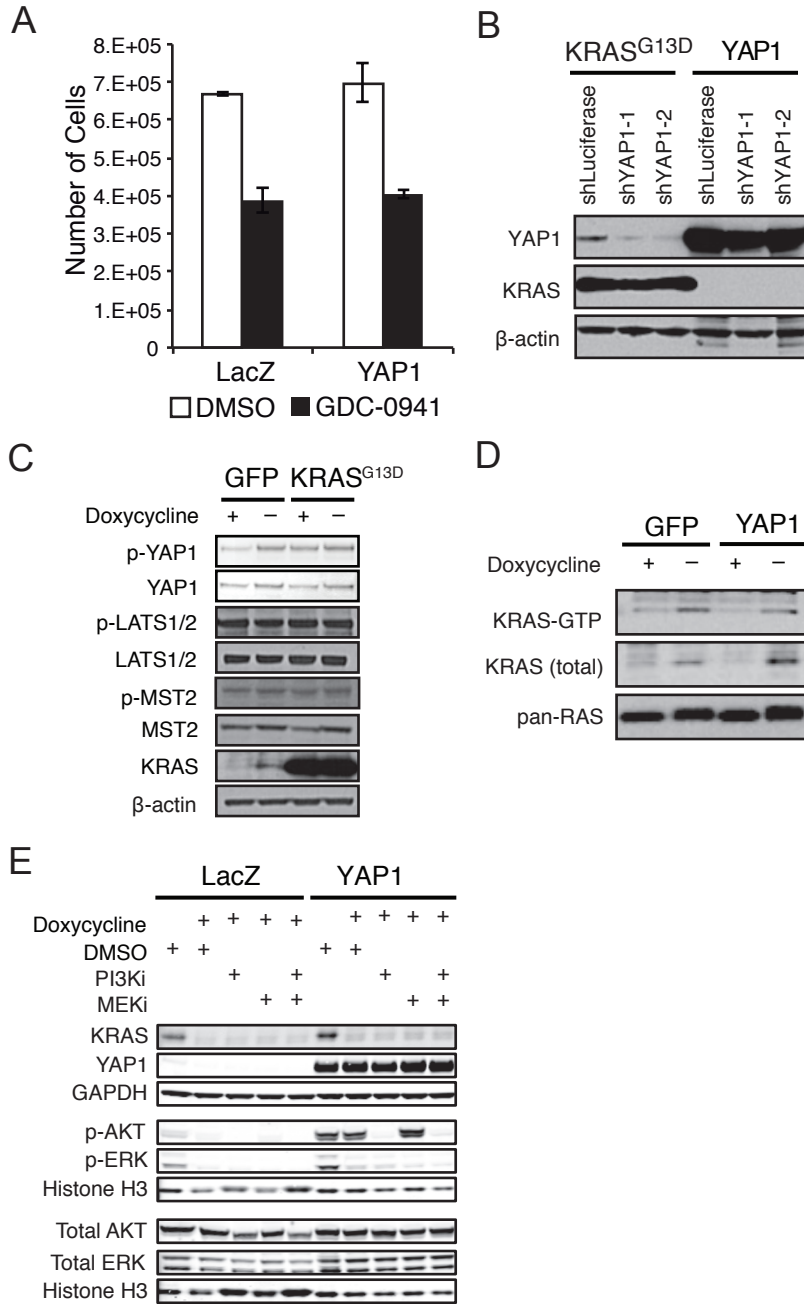 A
Number of Cells
8.E+05
7.E+05
6.E+05
5.E+05
4.E+05
3.E+05
2.E+05
1.E+05
0
LacZ YAP1
DMSO GDC-0941
B
KRASG13D YAP1
shLuciferase shYAP1-1 shYAP1-2 shLuciferase shYAP1-1 shYAP1-2
YAP1
KRAS
β-actin
C
GFP KRASG13D
Doxycycline + − + −
p-YAP1
YAP1
p-LATS1/2
LATS1/2
p-MST2
MST2
KRAS
β-actin
D
GFP YAP1
Doxycycline + − + −
KRAS-GTP
KRAS (total)
pan-RAS
E
LacZ YAP1
Doxycycline + + + + + + + +
DMSO + + + +
PI3Ki + + + +
MEKi + + + +
KRAS
YAP1
GAPDH
p-AKT
p-ERK
Histone H3
Total AKT
Total ERK
Histone H3